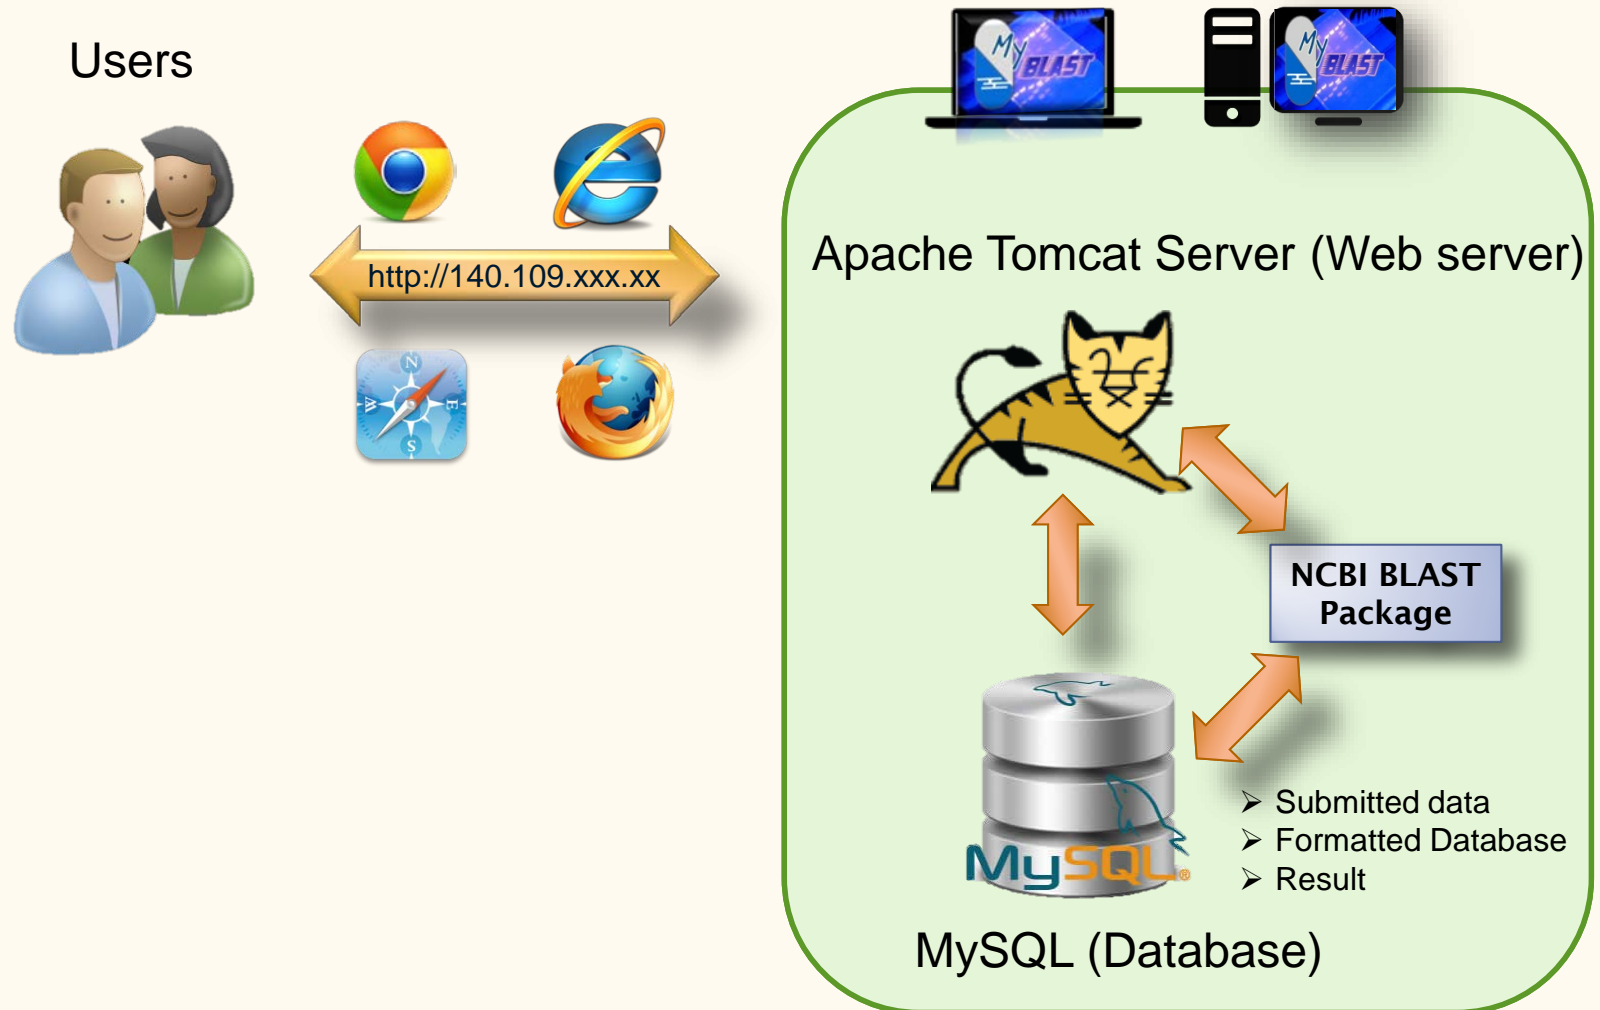 Users
My
BLAST
My
BLAST
http://140.109.xxx.xx
N
W
E
S
Apache Tomcat Server (Web server)
NCBI BLAST
Package
➢ Submitted data
➢ Formatted Database
➢ Result
MySQL®
MySQL (Database)